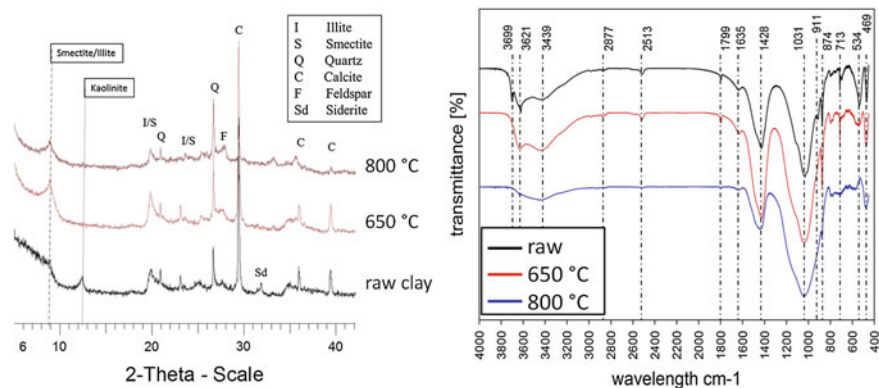 I Illite
S Smectite
Q Quartz
C Calcite
F Feldspar
Sd Siderite
Smectite/Illite
Kaolinite
C
Q
I/S
Q
I/S
F
C
C
Sd
800 °C
650 °C
raw clay
6 10 20 30 40
2-Theta - Scale
3699
3621
3439
2877
2513
1799
1635
1428
1031
911
874
713
534
469
transmittance [%]
raw
650 °C
800 °C
4000 3800 3600 3400 3200 3000 2800 2600 2400 2200 2000 1800 1600 1400 1200 1000 800 600 400
wavelength cm-1